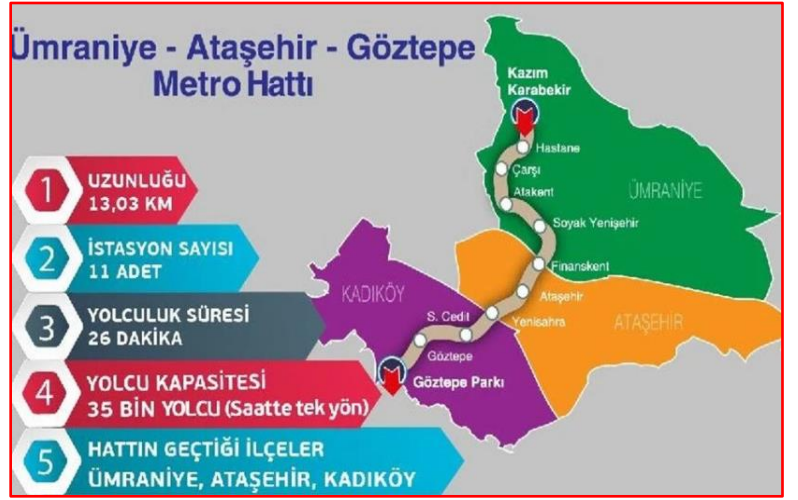 Ümraniye - Ataşehir - Göztepe
Metro Hattı
1
UZUNLUĞU
13,03 KM
2
İSTASYON SAYISI
11 ADET
3
YOLCULUK SÜRESİ
26 DAKİKA
4
YOLCU KAPASİTESİ
35 BİN YOLCU (Saatte tek yön)
5
HATTIN GEÇTİĞİ İLÇELER
ÜMRANİYE, ATAŞEHİR, KADIKÖY
Kazım
Karabekir
Hastane
Çarşı
Atakent
ÜMRANİYE
Soyak Yenişehir
Finanskent
Ataşehir
KADIKÖY
S. Cedit
Yenisahra
ATAŞEHİR
Göztepe
Göztepe Parkı